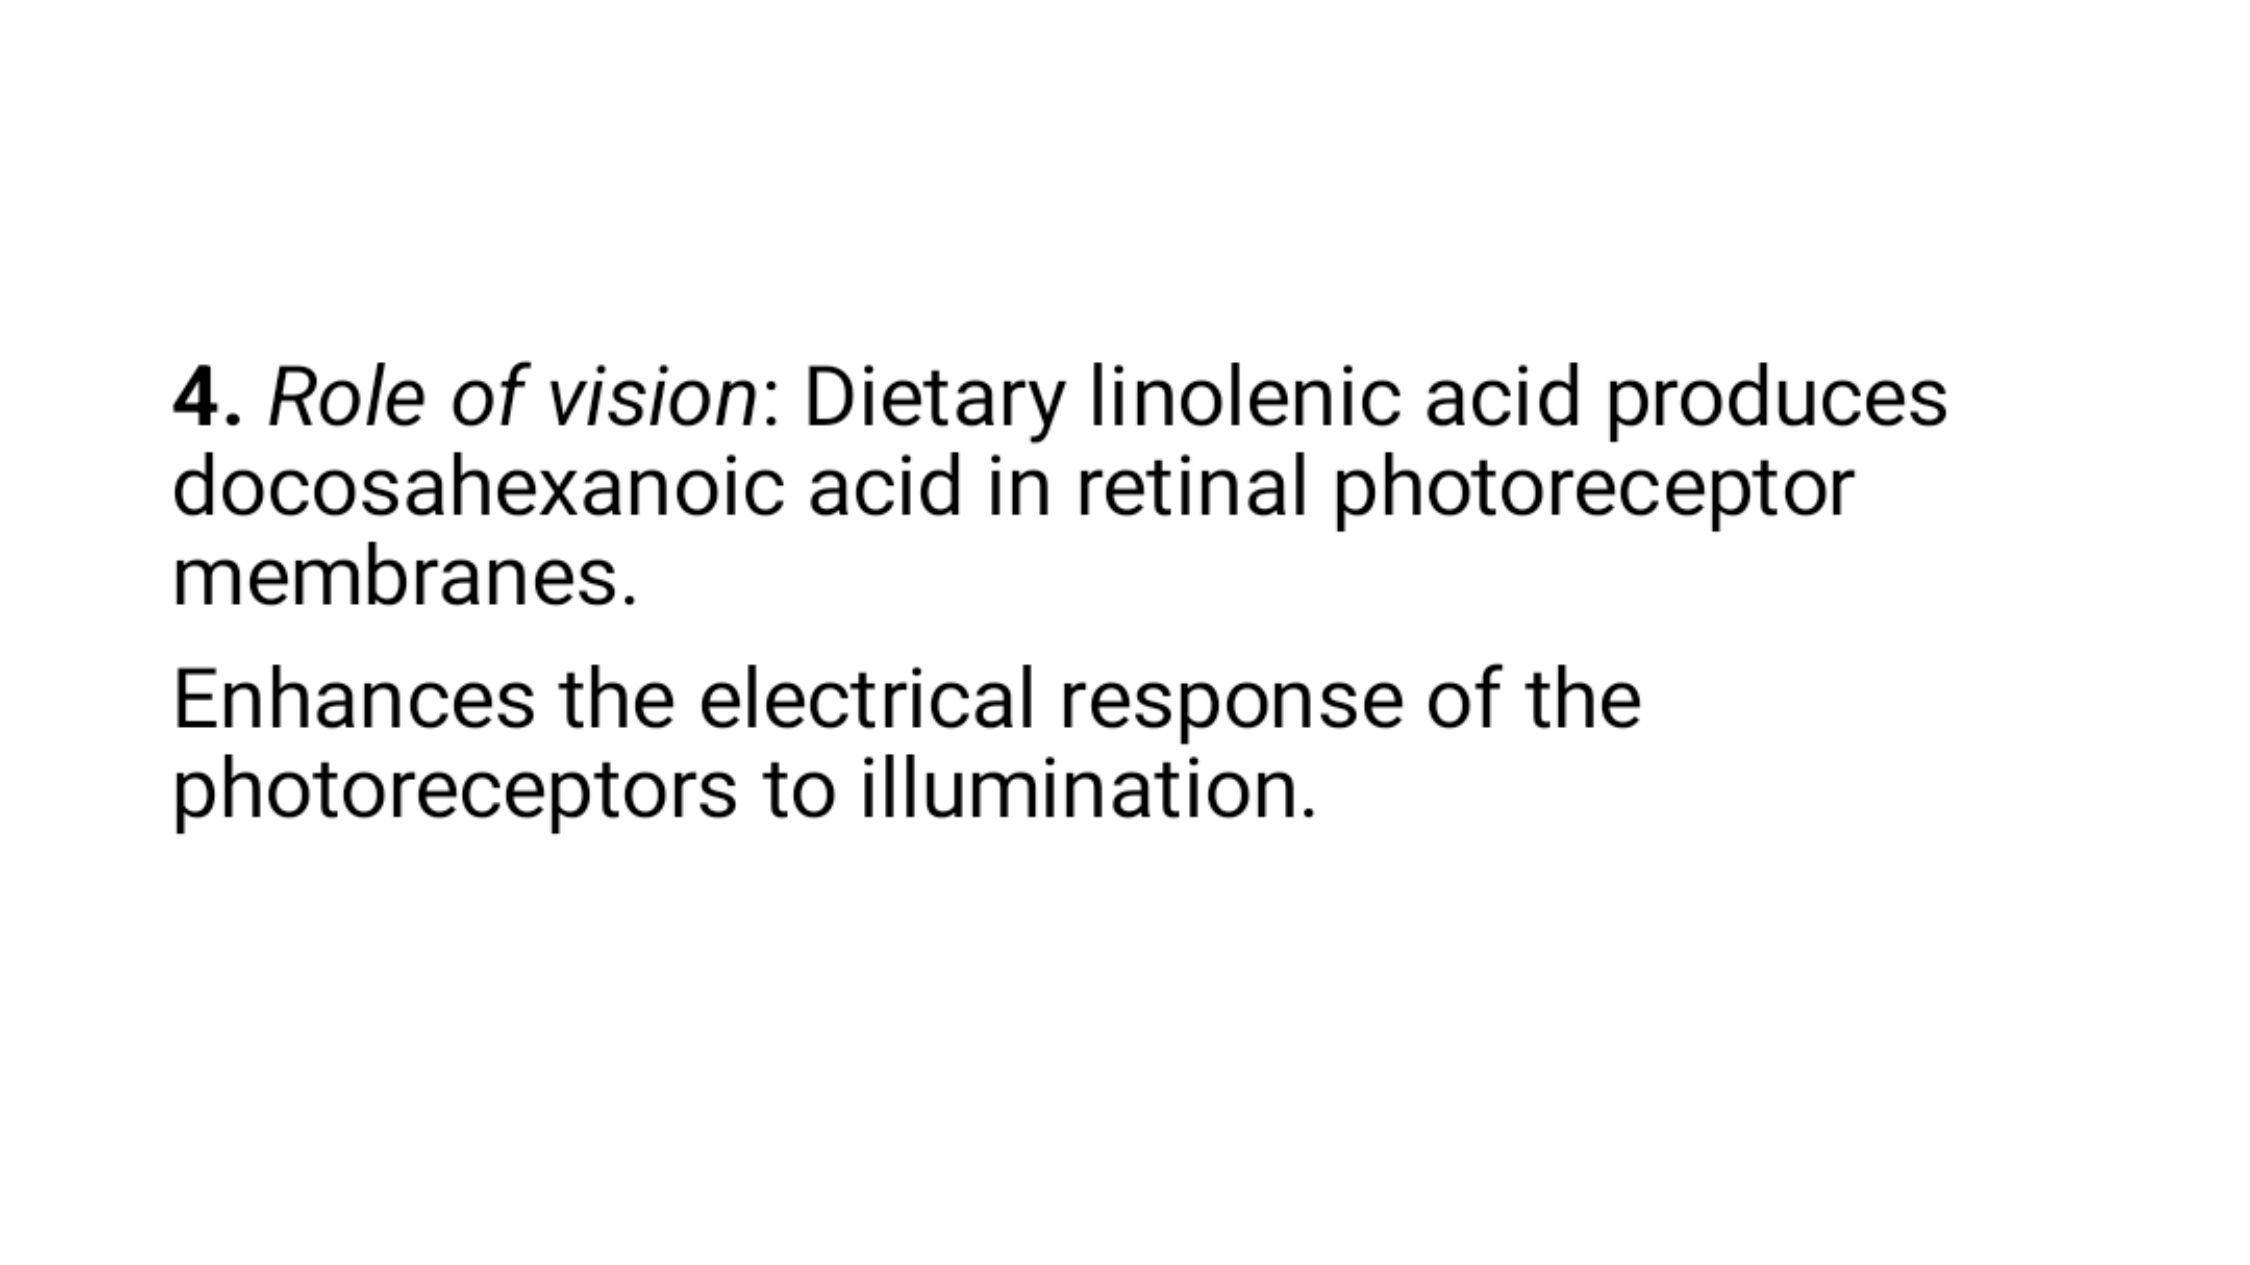 4. Role of vision: Dietary linolenic acid produces
docosahexanoic acid in retinal photoreceptor
membranes.
Enhances the electrical response of the
photoreceptors to illumination.